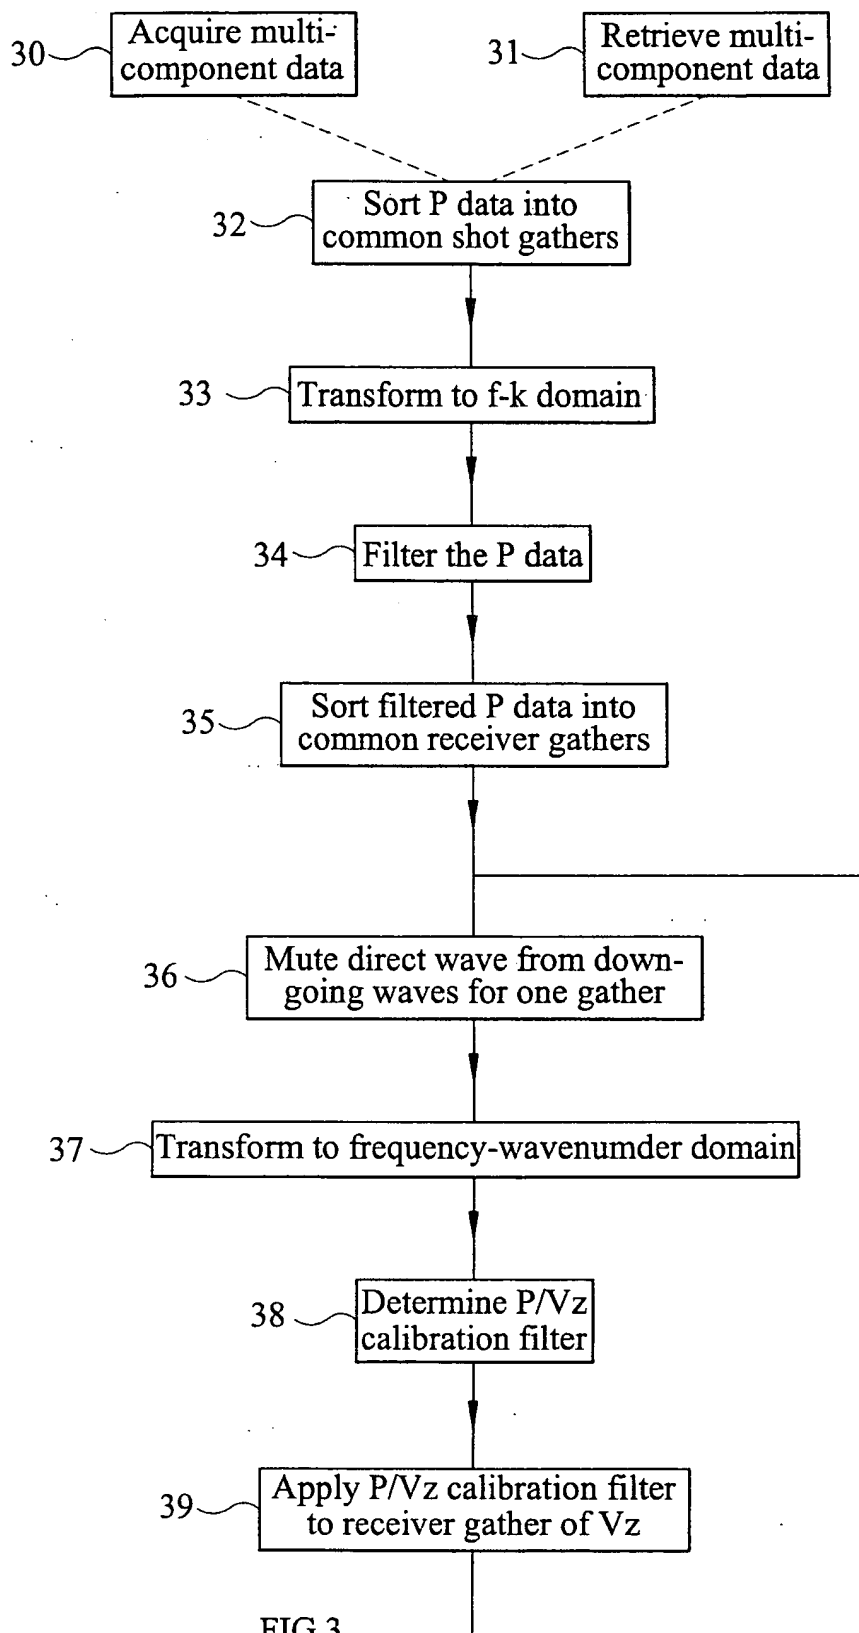 30
Acquire multi-
component data
31
Retrieve multi-
component data
32
Sort P data into
common shot gathers
33
Transform to f-k domain
34
Filter the P data
35
Sort filtered P data into
common receiver gathers
36
Mute direct wave from down-
going waves for one gather
37
Transform to frequency-wavenumder domain
38
Determine P/Vz
calibration filter
39
Apply P/Vz calibration filter
to receiver gather of Vz
FIG 3